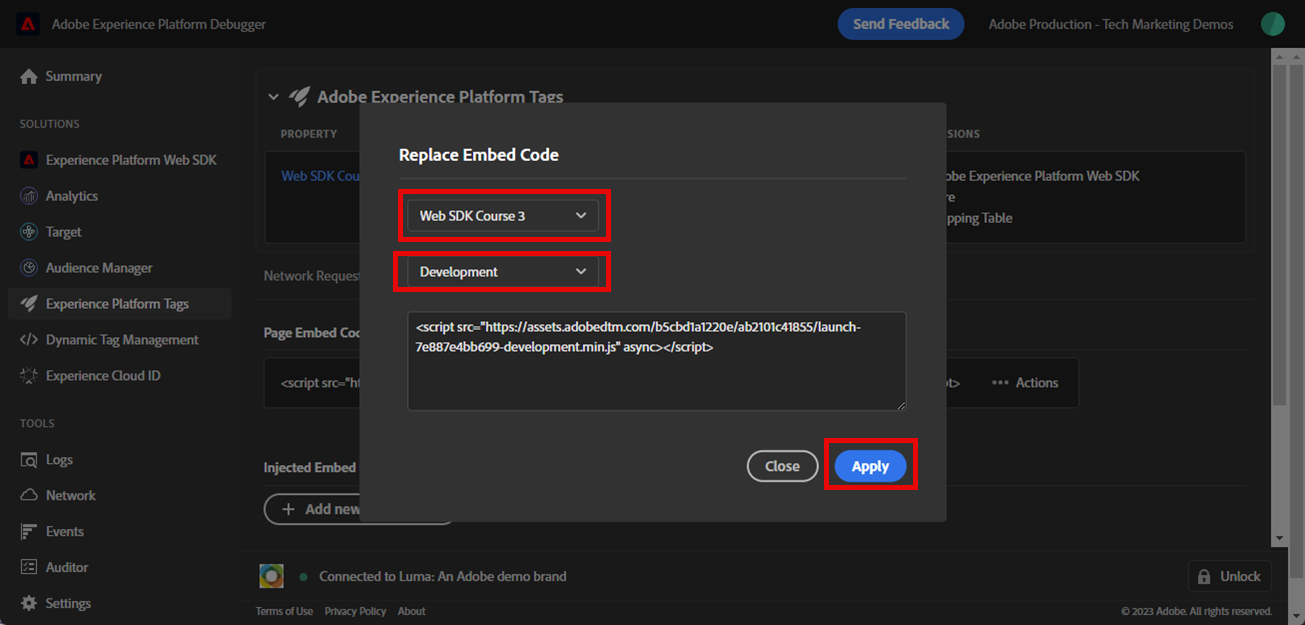 Adobe Experience Platform Debugger
Send Feedback
Adobe Production - Tech Marketing Demos
Summary
SOLUTIONS
Experience Platform Web SDK
Analytics
Target
Audience Manager
Experience Platform Tags
Dynamic Tag Management
Experience Cloud ID
TOOLS
Logs
Network
Events
Auditor
Settings
Adobe Experience Platform Tags
PROPERTY
SIONS
Web SDK Cou
obe Experience Platform Web SDK
re
pping Table
Network Request
Page Embed Cod
<script src="ht
pt>
Actions
Injected Embed
Add new
Replace Embed Code
Web SDK Course 3
Development
<script src="https://assets.adobedtm.com/b5cbd1a1220e/ab2101c41855/launch-
7e887e4bb699-development.min.js" async></script>
Close
Apply
Connected to Luma: An Adobe demo brand
Unlock
Terms of Use Privacy Policy About
© 2023 Adobe. All rights reserved.